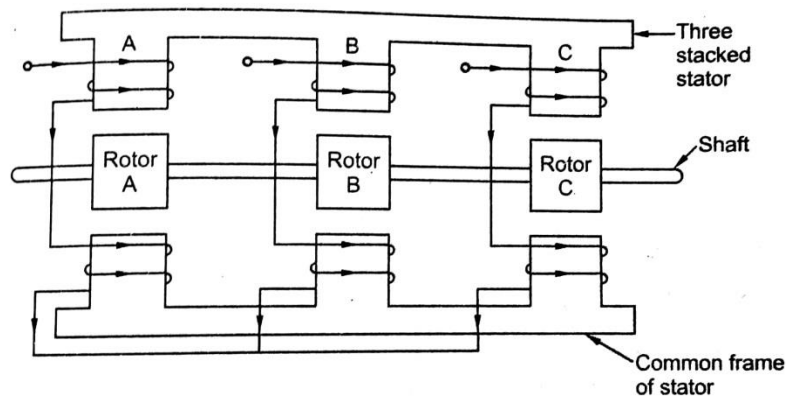 A
B
C
Three
stacked
stator
Rotor
A
Rotor
B
Rotor
C
Shaft
Common frame
of stator